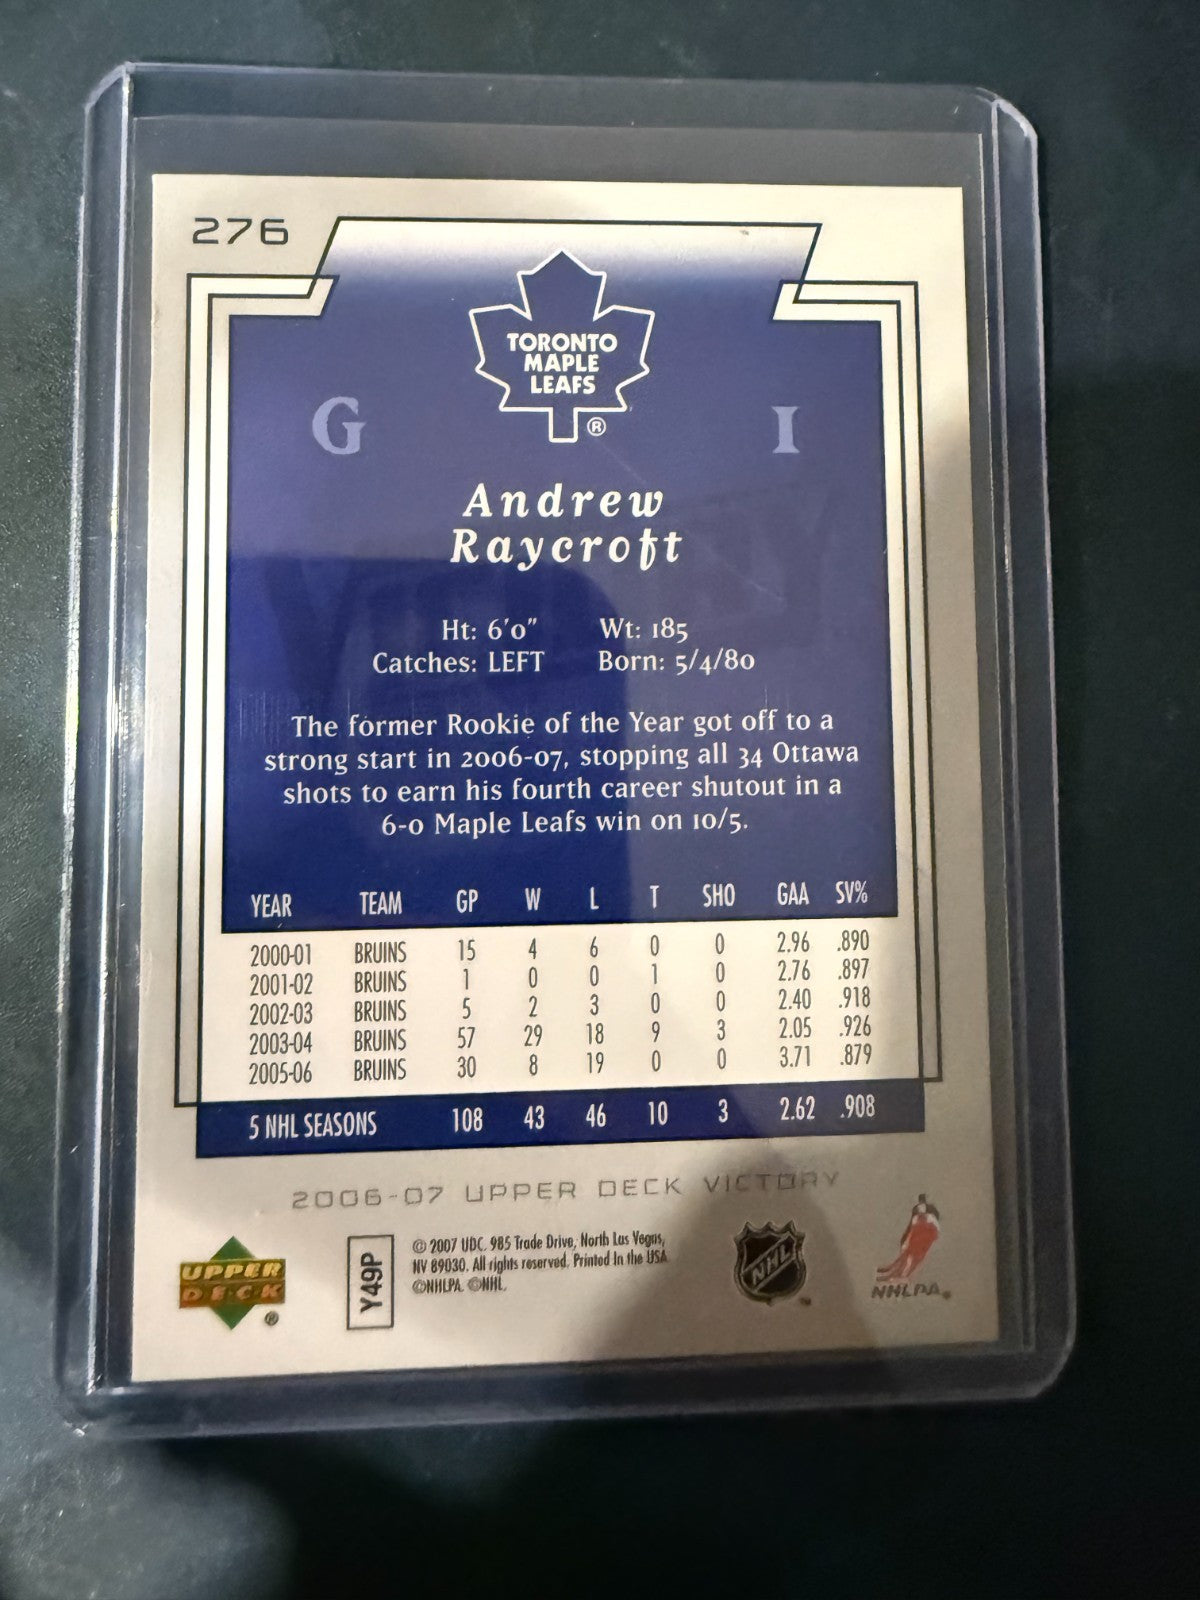 276
TORONTO
MAPLE
LEAFS
®
G
1
Andrew
Raycroft
Ht: 6'0" Wt: 185
Catches: LEFT Born: 5/4/80
The former Rookie of the Year got off to a
strong start in 2006-07, stopping all 34 Ottawa
shots to earn his fourth career shutout in a
6-0 Maple Leafs win on 10/5.
YEAR TEAM GP W L T SHO GAA SV%
2000-01 BRUINS 15 4 6 0 0 2.96 .890
2001-02 BRUINS 1 0 0 1 0 2.76 .897
2002-03 BRUINS 5 2 3 0 0 2.40 .918
2003-04 BRUINS 57 29 18 9 3 2.05 .926
2005-06 BRUINS 30 8 19 0 0 3.71 .879
5 NHL SEASONS 108 43 46 10 3 2.62 .908
2006-07 UPPER DECK VICTORY
UPPER
DECK
®
Y49P
© 2007 UDC. 985 Trade Drive, North Las Vegas,
NV 89030. All rights reserved. Printed In the USA
©NHLPA. ©NHL.
NHL
™
NHLPA®